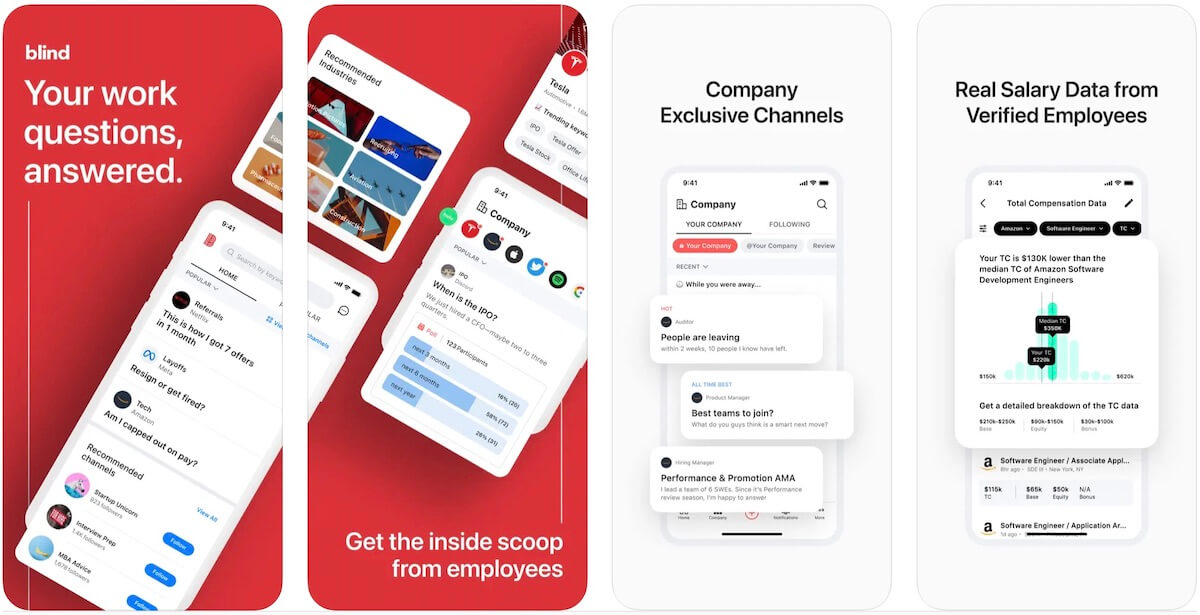 blind
Your work
questions,
answered.
9:41
Search by keyw
HOME
POPULAR
Referrals
Netflix
This is how I got 7 offers
in 1 month
Layoffs
Meta
Resign or get fired?
Tech
Amazon
Am I capped out on pay?
Recommended
channels
View All
Startup Unicorn
923 followers
Follow
Interview Prep
1.4K followers
Follow
MBA Advice
1,678 followers
Follow
Recommended
Industries
Recruiting
Aviation
Construction
Tesla
Trending keyw
IPO
Tesla Offer
Tesla Stock
Office Life
9:41
Company
POPULAR
IPO
Discord
When is the IPO?
We just hired a CFO—maybe two to three
quarters.
Poll
123 Participants
next 3 months
16% (20)
next 6 months
58% (72)
next year
26% (31)
Get the inside scoop
from employees
Company
Exclusive Channels
9:41
Company
YOUR COMPANY
FOLLOWING
Your Company
@Your Company
Review
RECENT
While you were away...
HOT
Auditor
People are leaving
within 2 weeks, 10 people I know have left.
ALL TIME BEST
Product Manager
Best teams to join?
What do you guys think is a smart next move?
Hiring Manager
Performance & Promotion AMA
I lead a team of 6 SWEs. Since it's Performance
review season, I'm happy to answer
Home
Company
Notifications
More
Real Salary Data from
Verified Employees
9:41
Total Compensation Data
Amazon
Software Engineer
TC
Your TC is $130K lower than the
median TC of Amazon Software
Development Engineers
Median TC
$350K
Your TC
$220k
$150k
$620k
Get a detailed breakdown of the TC data
$210k-$250k
$90k-$150k
$30k-$100k
Base
Equity
Bonus
Software Engineer / Associate Appl...
8hr ago • SDE III • New York, NY
$115k
$65k
$50k
N/A
TC
Base
Equity
Bonus
Software Engineer / Application Ar...
1d ago